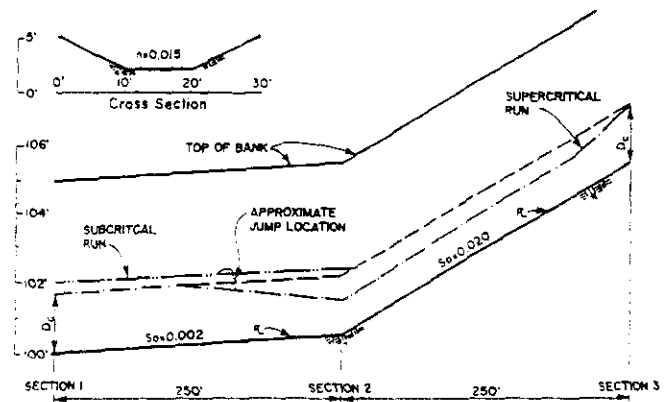 5'
0'
n=0.015
0' 10' 20' 30'
Cross Section
106'
104'
102'
100'
TOP OF BANK
SUPERCRITICAL
RUN
Dc
SUBCRITCAL
RUN
APPROXIMATE
JUMP LOCATION
So=0.020
Dc
So=0.002
SECTION 1
250'
SECTION 2
250'
SECTION 3